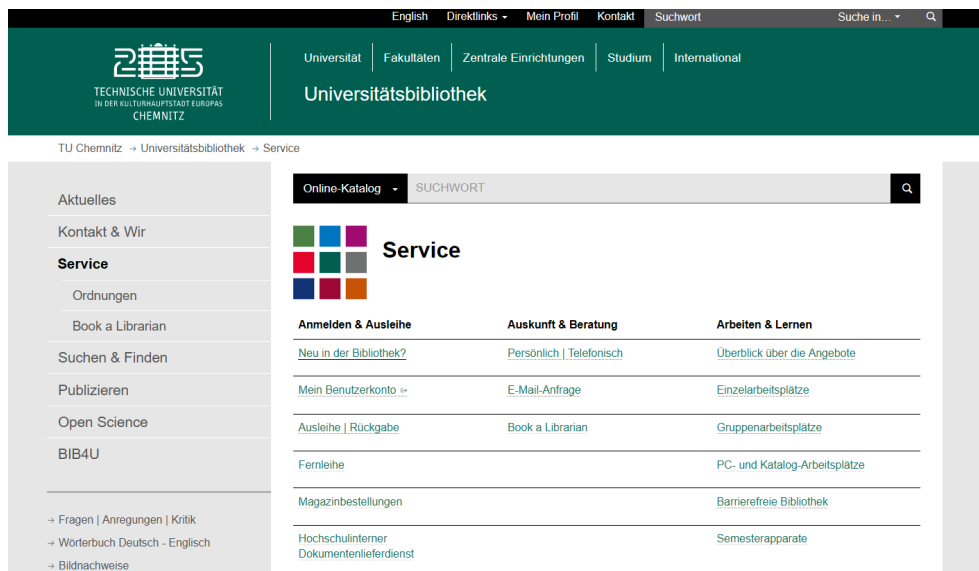 English Direktlinks Mein Profil Kontakt Suchwort Suche in...
TECHNISCHE UNIVERSITÄT
IN DER KULTURHAUPTSTADT EUROPAS
CHEMNITZ
Universität Fakultäten Zentrale Einrichtungen Studium International
Universitätsbibliothek
TU Chemnitz → Universitätsbibliothek → Service
Aktuelles
Kontakt & Wir
Service
Ordnungen
Book a Librarian
Suchen & Finden
Publizieren
Open Science
BIB4U
→ Fragen | Anregungen | Kritik
→ Wörterbuch Deutsch - Englisch
→ Bildnachweise
Online-Katalog SUCHWORT
Service
Anmelden & Ausleihe Auskunft & Beratung Arbeiten & Lernen
Neu in der Bibliothek? Persönlich | Telefonisch Überblick über die Angebote
Mein Benutzerkonto E-Mail-Anfrage Einzelarbeitsplätze
Ausleihe | Rückgabe Book a Librarian Gruppenarbeitsplätze
Fernleihe PC- und Katalog-Arbeitsplätze
Magazinbestellungen Barrierefreie Bibliothek
Hochschulinterner Semesterapparate
Dokumentenlieferdienst